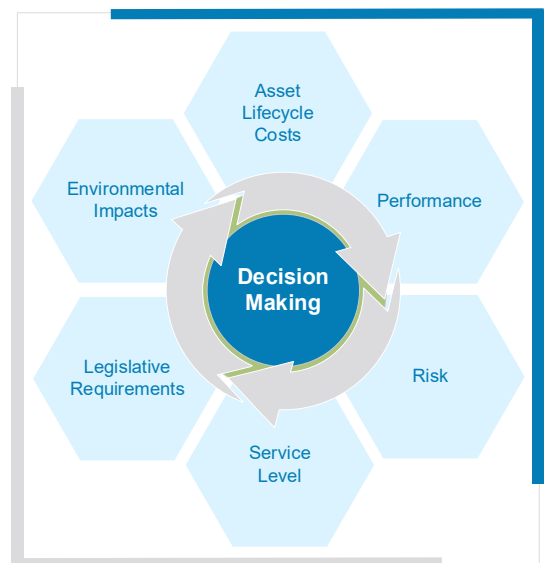 Asset
Lifecycle
Costs
Environmental
Impacts
Performance
Decision
Making
Legislative
Requirements
Risk
Service
Level